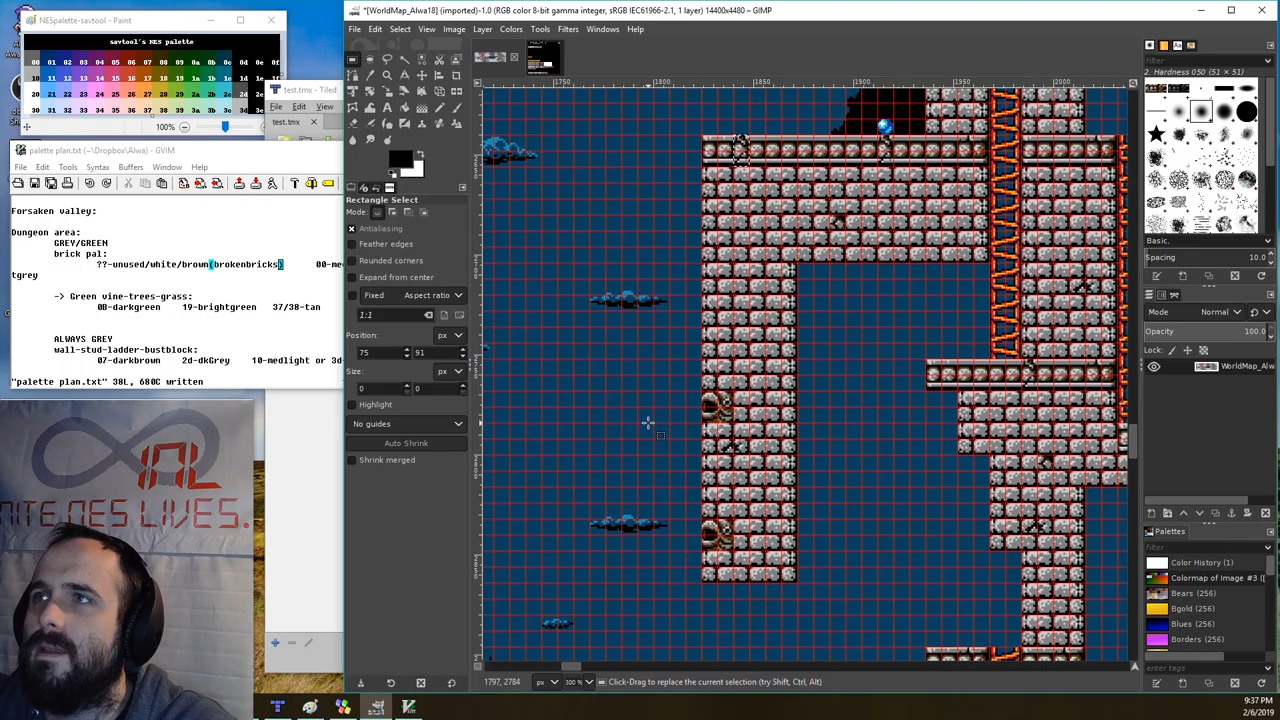 NESpalette-savtool - Paint
savtool's NES palette
00 01 02 03 04 05 06 07 08 09 0a 0b 0c 0d 0e 0f
10 11 12 13 14 15 16 17 18 19 1a 1b 1c 1d 1e 1f
20 21 22 23 24 25 26 27 28 29 2a 2b
30 31 32 33 34 35 36 37 38 39 3a 3b
100%
test.tmx - Tiled
File Edit View
test.tmx
palette plan.txt (~\Dropbox\Alwa) - GVIM
File Edit Tools Syntax Buffers Window Help
Forsaken valley:
Dungeon area:
GREY/GREEN
brick pal:
??-unused/white/brown(brokenbricks) 00-me
tgrey
-> Green vine-trees-grass:
0B-darkgreen 19-brightgreen 37/38-tan
ALWAYS GREY
wall-stud-ladder-bustblock:
07-darkbrown 2d-dkGrey 10-medlight or 3d-
"palette plan.txt" 38L, 680C written
NITE NES LIVES.
*[WorldMap_Alwa18] (imported)-1.0 (RGB color 8-bit gamma integer, sRGB IEC61966-2.1, 1 layer) 14400x4480 – GIMP
File Edit Select View Image Layer Colors Tools Filters Windows Help
1750 1800 1850 1900 1950 2000
Rectangle Select
Mode:
Antialiasing
Feather edges
Rounded corners
Expand from center
Fixed Aspect ratio
1:1
Position: px
75 91
Size: px
0 0
Highlight
No guides
Auto Shrink
Shrink merged
1797, 2784 px 300 % Click-Drag to replace the current selection (try Shift, Ctrl, Alt)
filter
2. Hardness 050 (51 × 51)
Basic.
Spacing 10.0
Mode Normal
Opacity 100.0
Lock:
WorldMap_Alw
Palettes
filter
Color History (1)
Colormap of Image #3 (
Bears (256)
Bgold (256)
Blues (256)
Borders (256)
enter tags
9:37 PM
2/6/2019